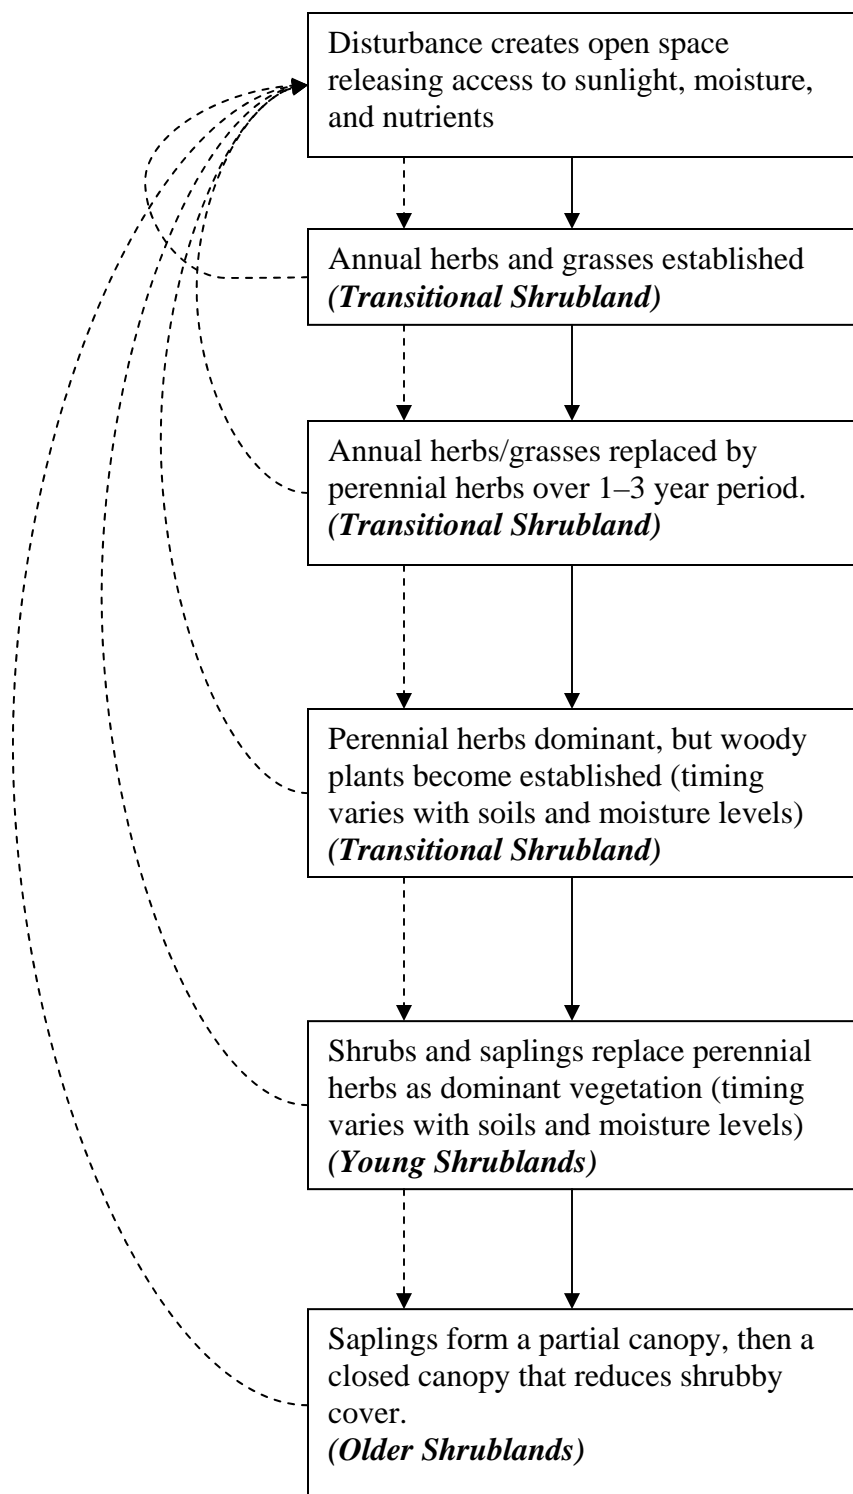 Disturbance creates open space
releasing access to sunlight, moisture,
and nutrients
Annual herbs and grasses established
(Transitional Shrubland)
Annual herbs/grasses replaced by
perennial herbs over 1–3 year period.
(Transitional Shrubland)
Perennial herbs dominant, but woody
plants become established (timing
varies with soils and moisture levels)
(Transitional Shrubland)
Shrubs and saplings replace perennial
herbs as dominant vegetation (timing
varies with soils and moisture levels)
(Young Shrublands)
Saplings form a partial canopy, then a
closed canopy that reduces shrubby
cover.
(Older Shrublands)